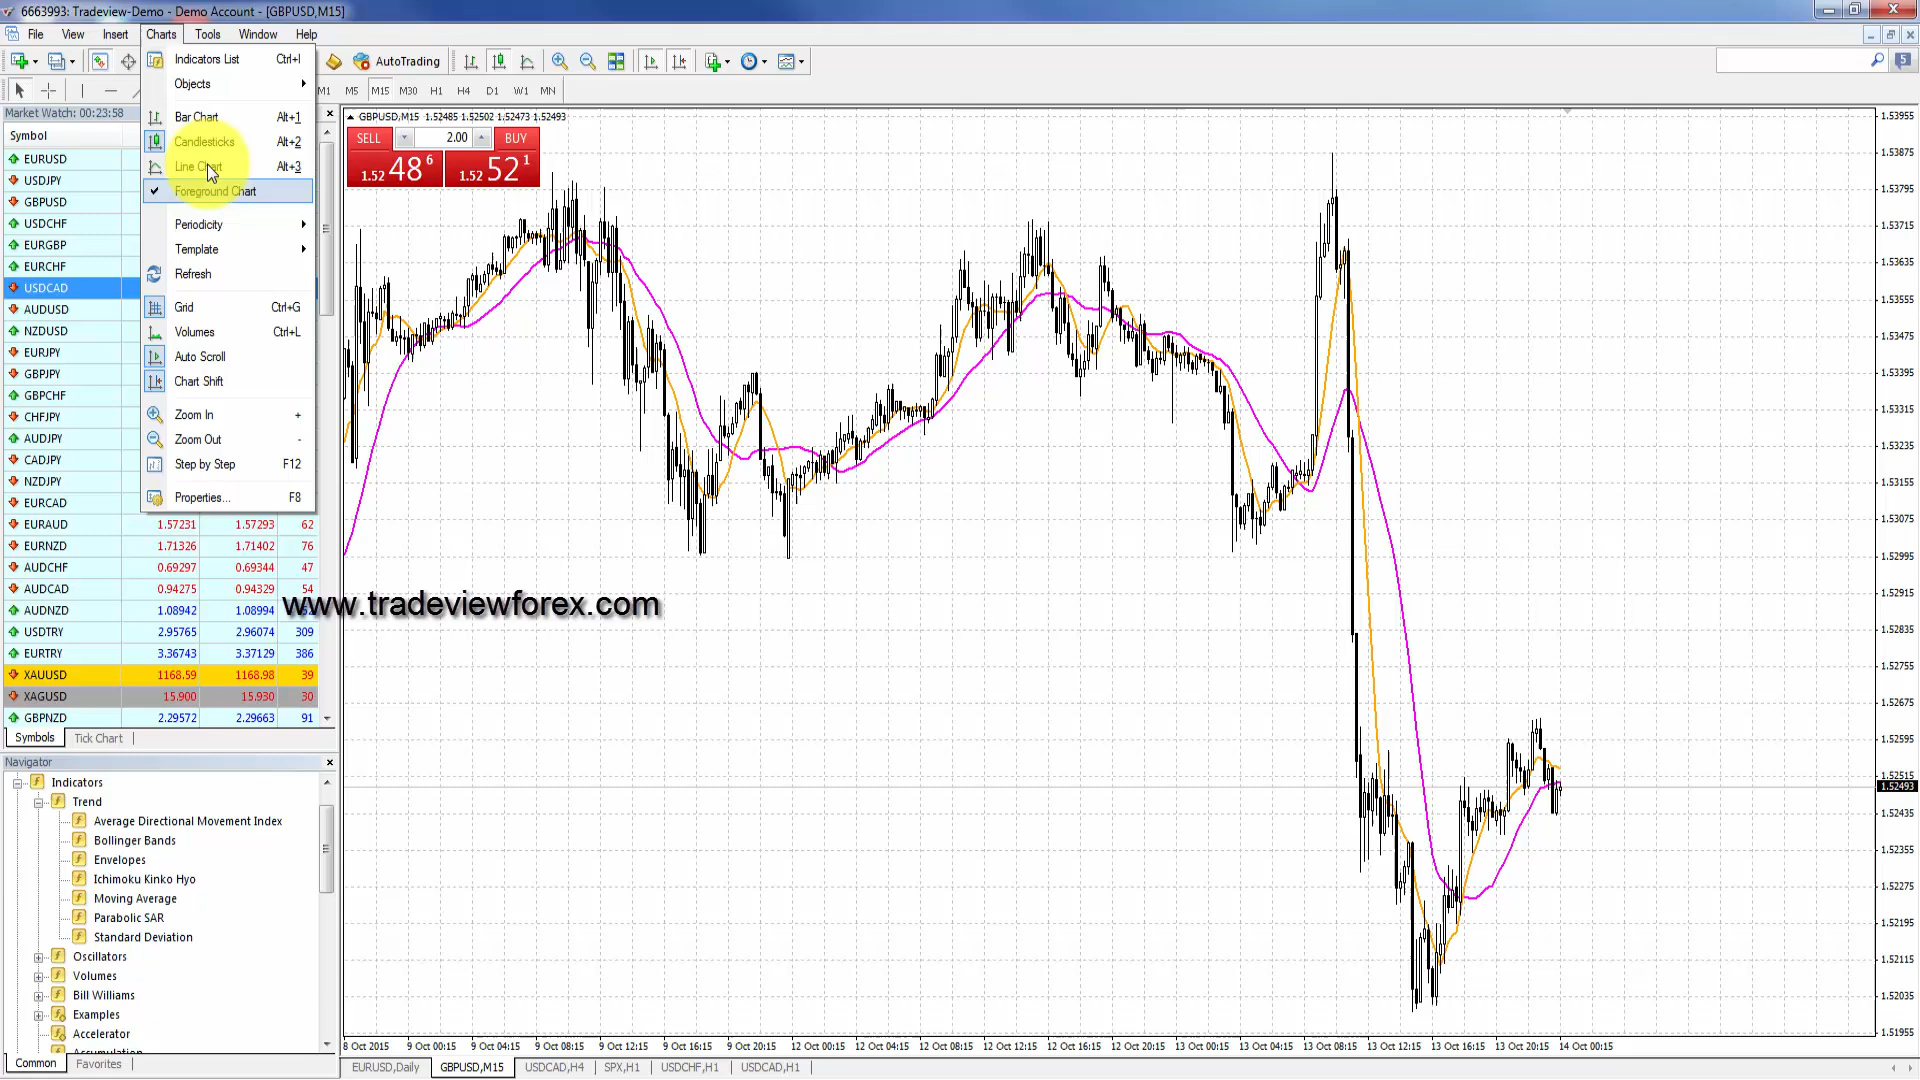 6663993: Tradeview-Demo - Demo Account - [GBPUSD,M15]
File View Insert Charts Tools Window Help
AutoTrading
M1 M5 M15 M30 H1 H4 D1 W1 MN
5
Indicators List Ctrl+I
Objects
Bar Chart Alt+1
Candlesticks Alt+2
Line Chart Alt+3
Foreground Chart
Periodicity
Template
Refresh
Grid Ctrl+G
Volumes Ctrl+L
Auto Scroll
Chart Shift
Zoom In +
Zoom Out -
Step by Step F12
Properties... F8
Market Watch: 00:23:58
Symbol
EURUSD
USDJPY
GBPUSD
USDCHF
EURGBP
EURCHF
USDCAD
AUDUSD
NZDUSD
EURJPY
GBPJPY
GBPCHF
CHFJPY
AUDJPY
CADJPY
NZDJPY
EURCAD
EURAUD 1.57231 1.57293 62
EURNZD 1.71326 1.71402 76
AUDCHF 0.69297 0.69344 47
AUDCAD 0.94275 0.94329 54
AUDNZD 1.08942 1.08994
USDTRY 2.95765 2.96074 309
EURTRY 3.36743 3.37129 386
XAUUSD 1168.59 1168.98 39
XAGUSD 15.900 15.930 30
GBPNZD 2.29572 2.29663 91
Symbols Tick Chart
Navigator
Indicators
Trend
Average Directional Movement Index
Bollinger Bands
Envelopes
Ichimoku Kinko Hyo
Moving Average
Parabolic SAR
Standard Deviation
Oscillators
Volumes
Bill Williams
Examples
Accelerator
Common Favorites
GBPUSD,M15 1.52485 1.52502 1.52473 1.52493
SELL 2.00 BUY
1.52 48 6 1.52 52 1
www.tradeviewforex.com
1.53955
1.53875
1.53795
1.53715
1.53635
1.53555
1.53475
1.53395
1.53315
1.53235
1.53155
1.53075
1.52995
1.52915
1.52835
1.52755
1.52675
1.52595
1.52515
1.52493
1.52435
1.52355
1.52275
1.52195
1.52115
1.52035
1.51955
8 Oct 2015 9 Oct 00:15 9 Oct 04:15 9 Oct 08:15 9 Oct 12:15 9 Oct 16:15 9 Oct 20:15 12 Oct 00:15 12 Oct 04:15 12 Oct 08:15 12 Oct 12:15 12 Oct 16:15 12 Oct 20:15 13 Oct 00:15 13 Oct 04:15 13 Oct 08:15 13 Oct 12:15 13 Oct 16:15 13 Oct 20:15 14 Oct 00:15
EURUSD,Daily GBPUSD,M15 USDCAD,H4 SPX,H1 USDCHF,H1 USDCAD,H1